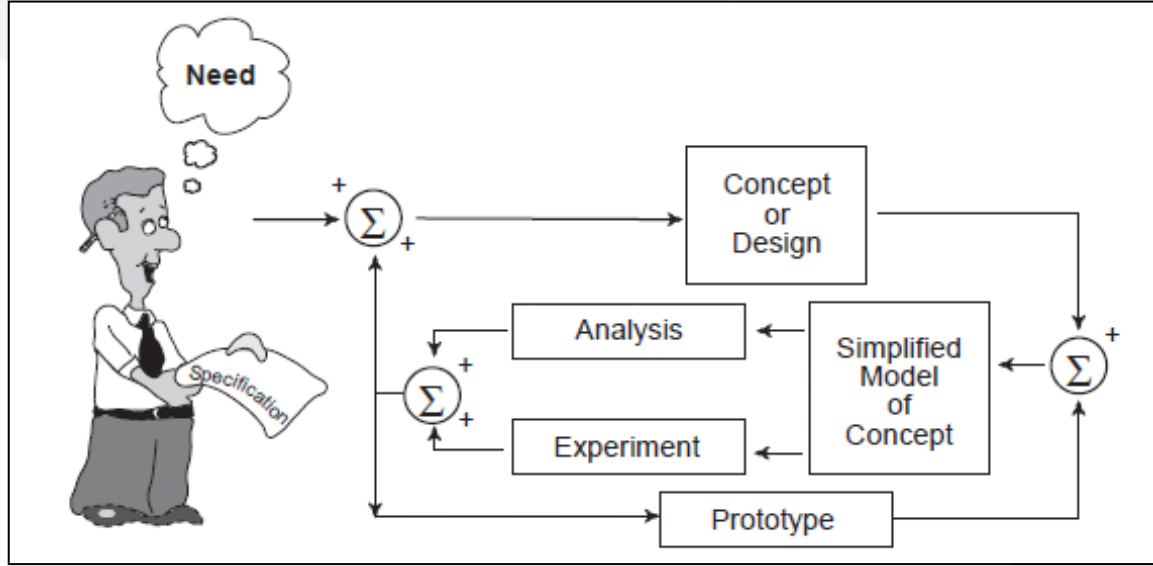 Need
Specification
+
Σ
+
Concept
or
Design
Analysis
Simplified
Model
of
Concept
+
Σ
+
Σ
+
Experiment
Prototype